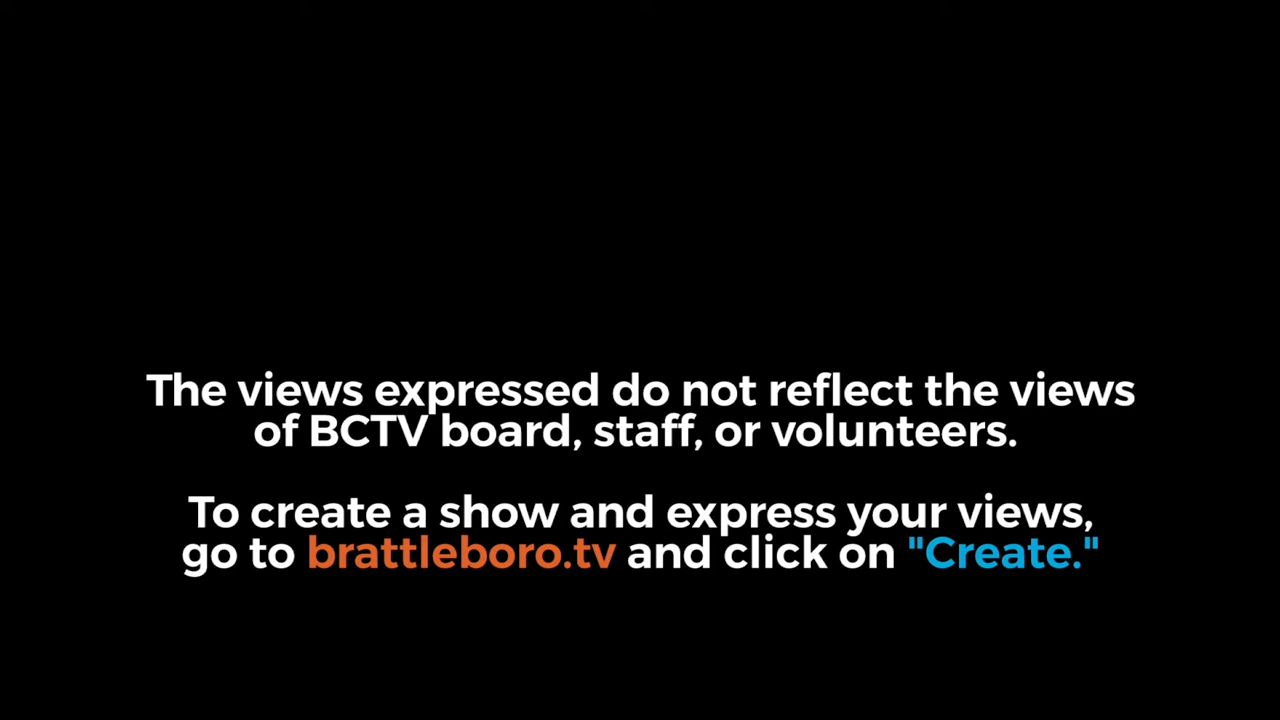 The views expressed do not reflect the views
of BCTV board, staff, or volunteers.
To create a show and express your views,
go to brattleboro.tv and click on "Create."